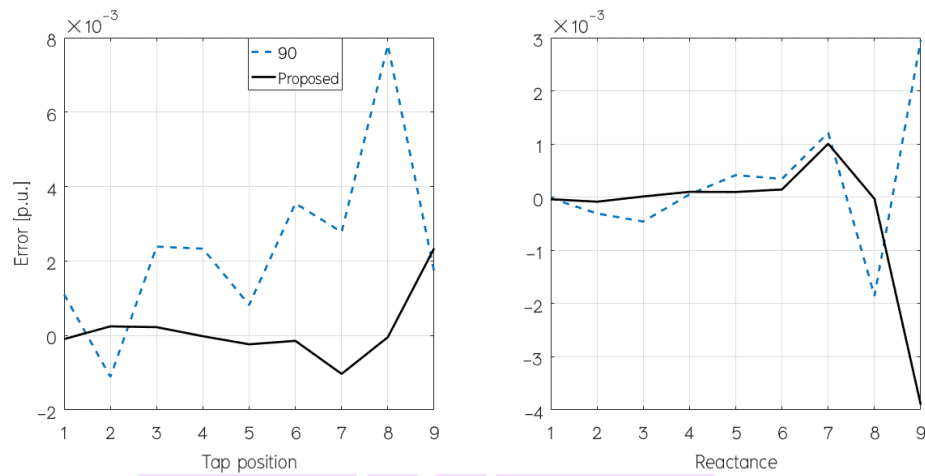 ×10⁻³
8
6
4
2
0
−2
Error [p.u.]
90
Proposed
1 2 3 4 5 6 7 8 9
Tap position
×10⁻³
3
2
1
0
−1
−2
−3
−4
1 2 3 4 5 6 7 8 9
Reactance